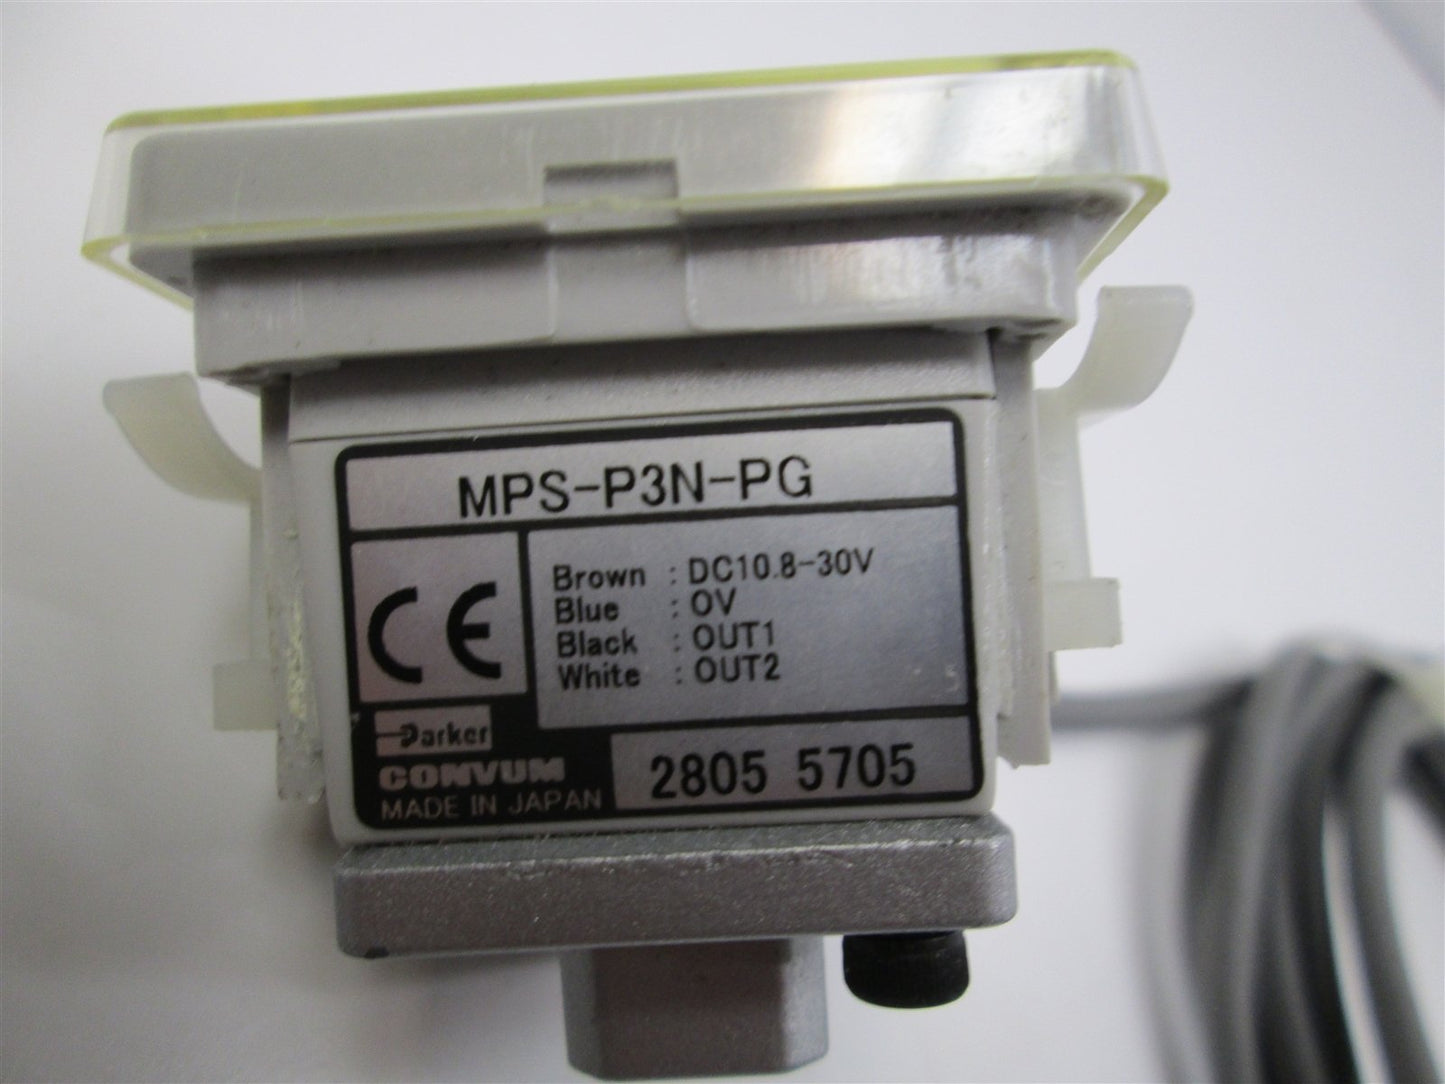 MPS-P3N-PG
CE
Brown : DC10.8-30V
Blue : 0V
Black : OUT1
White : OUT2
Parker
CONVUM
MADE IN JAPAN
2805 5705